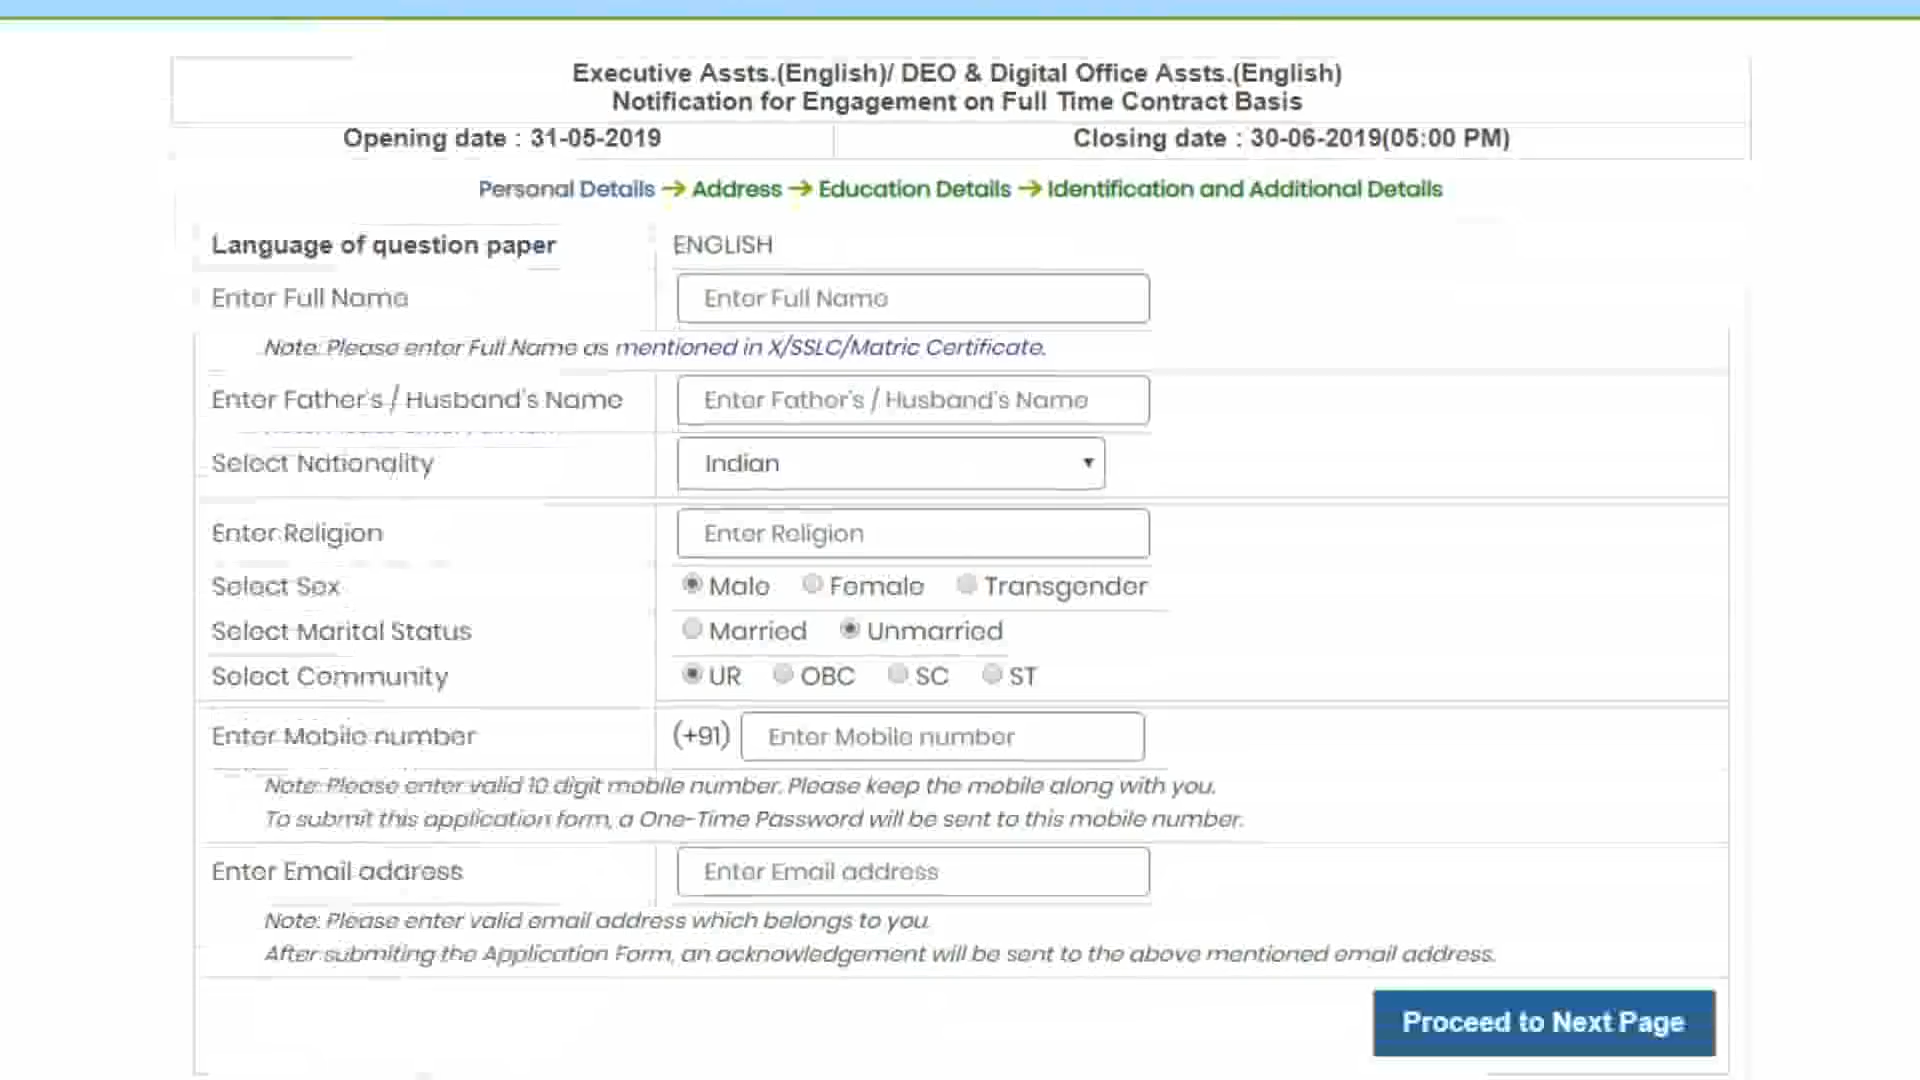 Executive Assts.(English)/ DEO & Digital Office Assts.(English)
Notification for Engagement on Full Time Contract Basis
Opening date : 31-05-2019 Closing date : 30-06-2019(05:00 PM)
Personal Details → Address → Education Details → Identification and Additional Details
Language of question paper ENGLISH
Enter Full Name Enter Full Name
Note: Please enter Full Name as mentioned in X/SSLC/Matric Certificate.
Enter Father's / Husband's Name Enter Father's / Husband's Name
Select Nationality Indian
Enter Religion Enter Religion
Select Sex Male Female Transgender
Select Marital Status Married Unmarried
Select Community UR OBC SC ST
Enter Mobile number (+91) Enter Mobile number
Note: Please enter valid 10 digit mobile number. Please keep the mobile along with you.
To submit this application form, a One-Time Password will be sent to this mobile number.
Enter Email address Enter Email address
Note: Please enter valid email address which belongs to you.
After submiting the Application Form, an acknowledgement will be sent to the above mentioned email address.
Proceed to Next Page